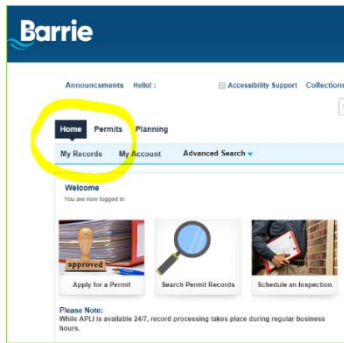 Barrie
Announcements Hello! : Accessibility Support Collections
Home Permits Planning
My Records My Account Advanced Search
Welcome
You are now logged in.
approved
Apply for a Permit Search Permit Records Schedule an Inspection
Please Note:
While APLI is available 24/7, record processing takes place during regular business
hours.